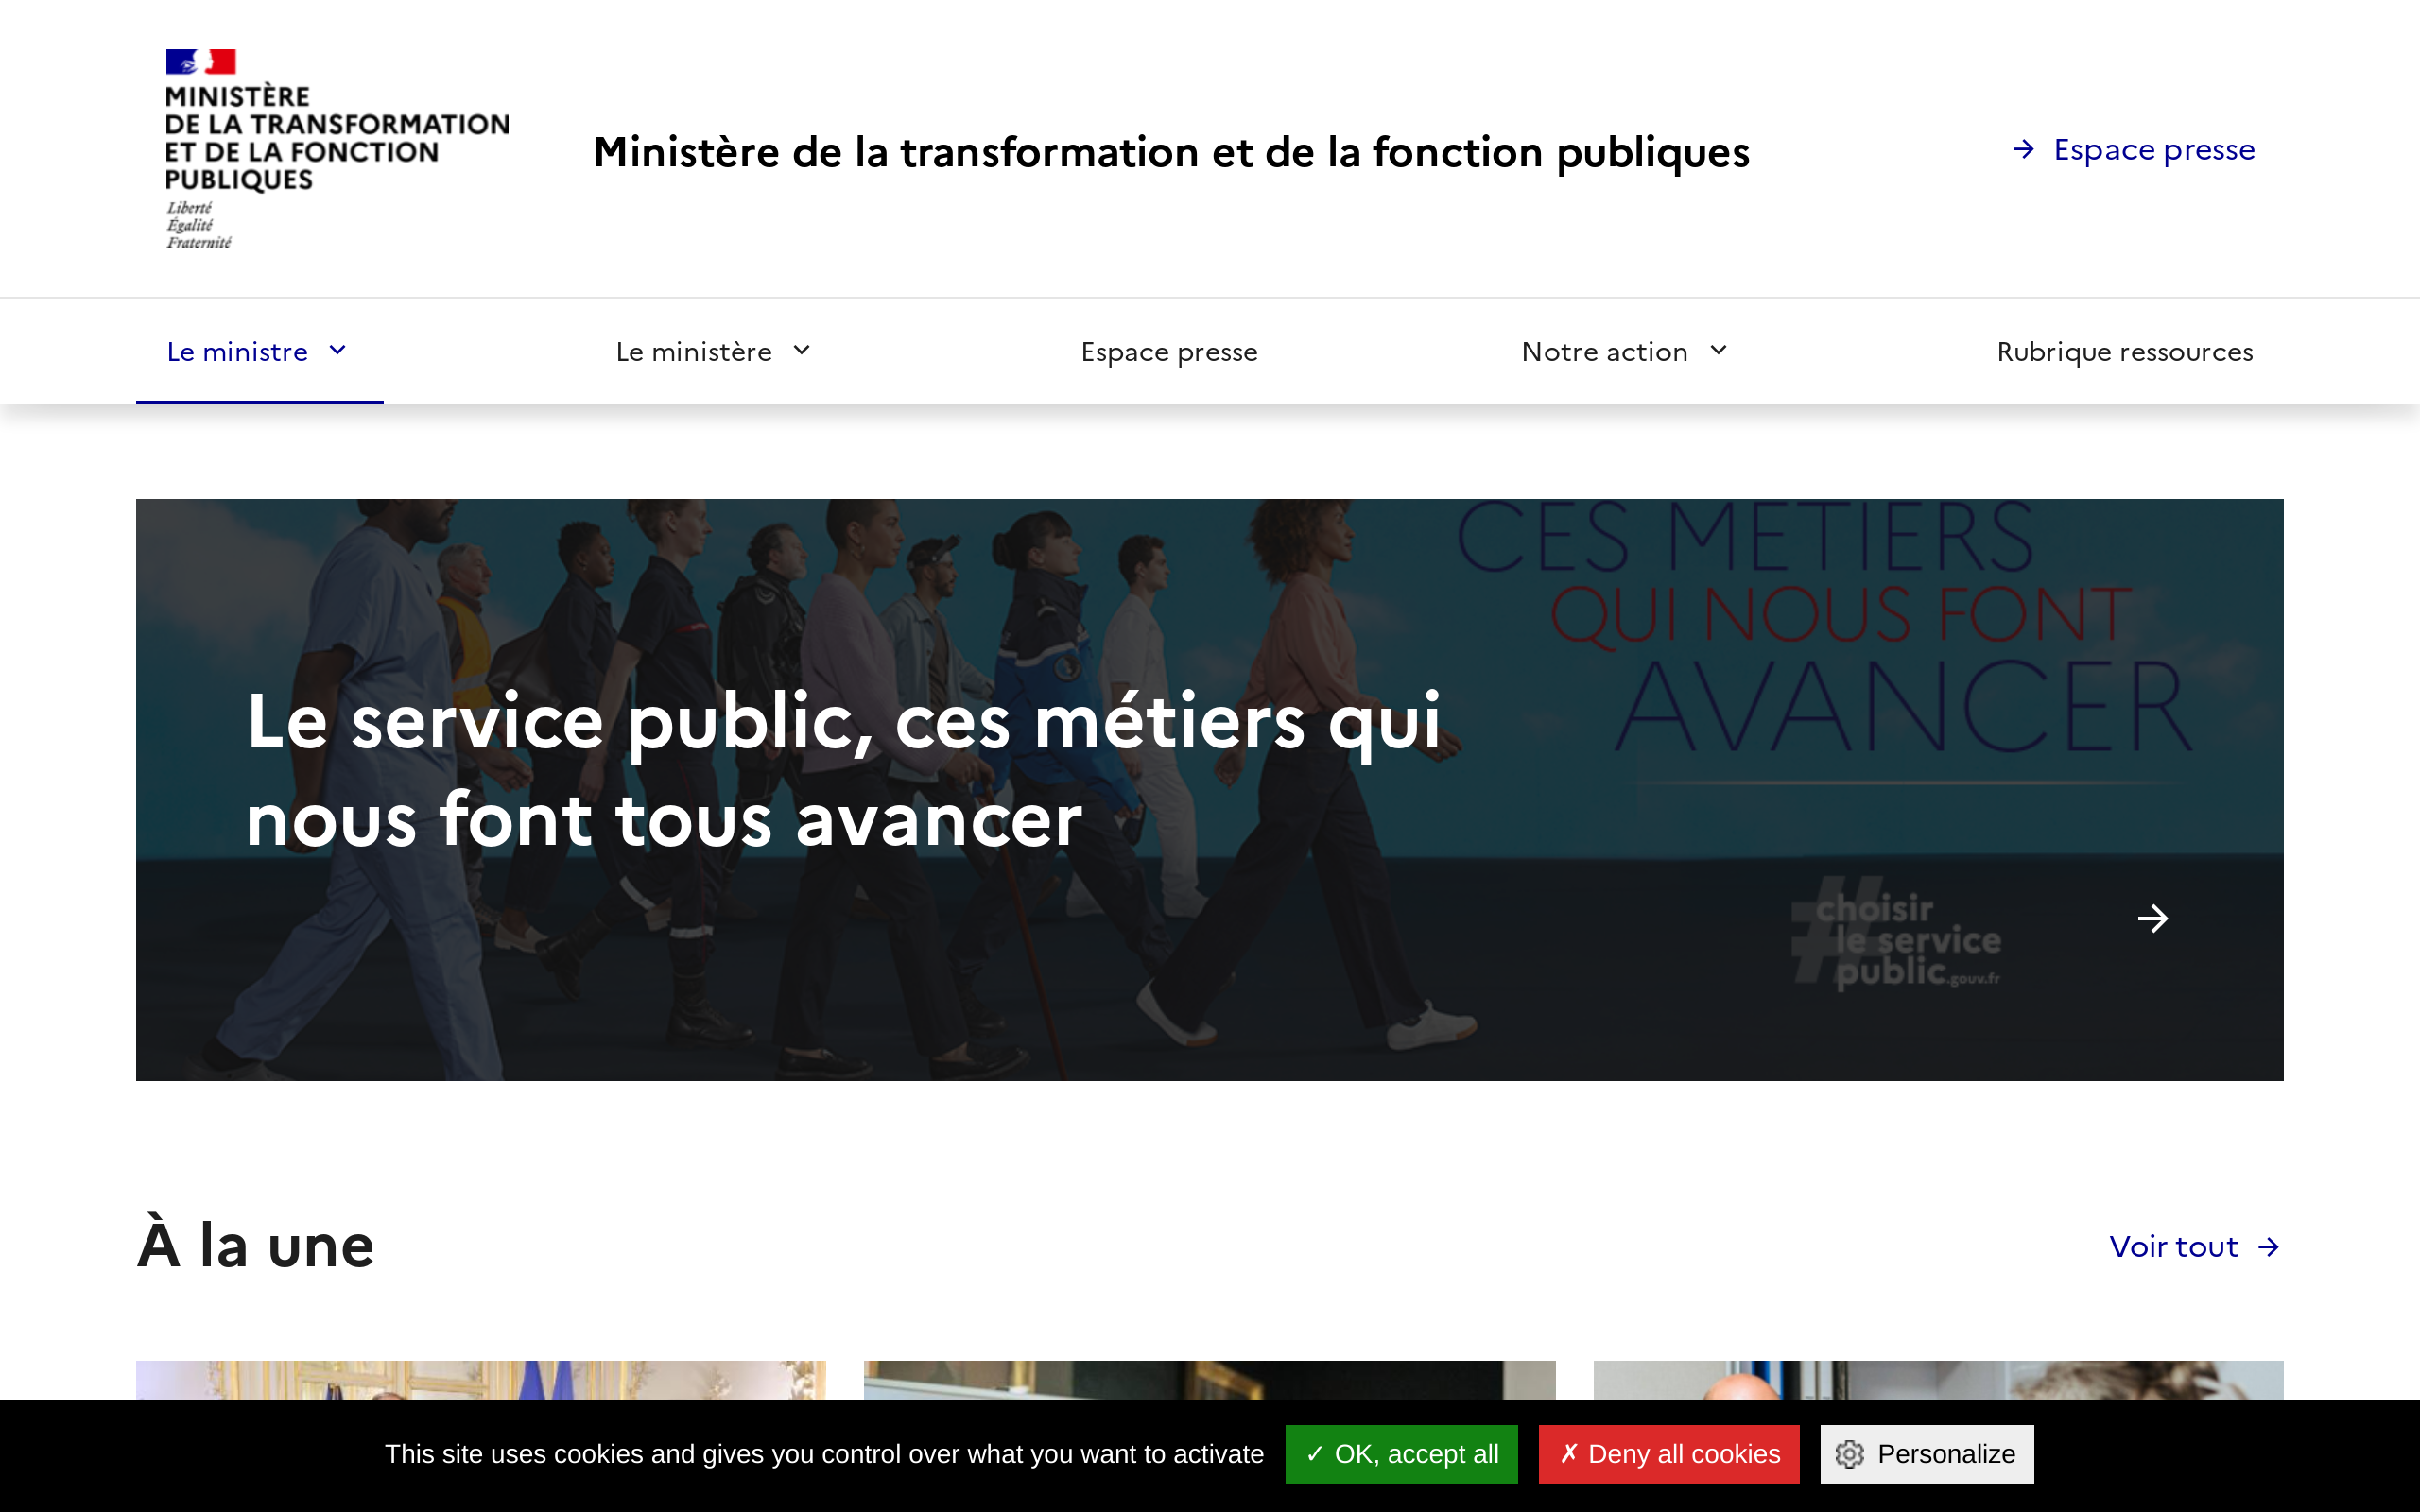 MINISTÈRE
DE LA TRANSFORMATION
ET DE LA FONCTION
PUBLIQUES
Liberté
Égalité
Fraternité
Ministère de la transformation et de la fonction publiques
Espace presse
Le ministre
Le ministère
Espace presse
Notre action
Rubrique ressources
CES METIERS
QUI NOUS FONT
AVANCER
Le service public, ces métiers qui
nous font tous avancer
#choisir
le service
public.gouv.fr
À la une
Voir tout
This site uses cookies and gives you control over what you want to activate
✓ OK, accept all
✗ Deny all cookies
Personalize